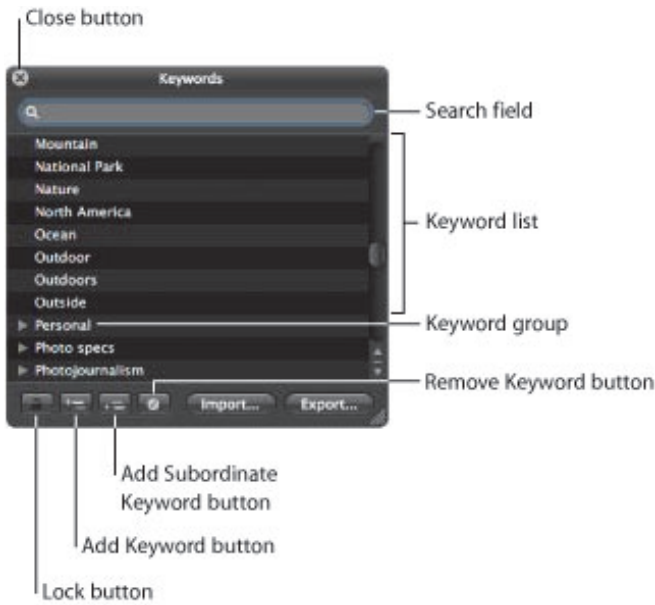 Close button
Keywords
Search field
Mountain
National Park
Nature
North America
Keyword list
Ocean
Outdoor
Outdoors
Outside
Personal
Keyword group
Photo specs
Photojournalism
Remove Keyword button
Import...
Export...
Add Subordinate
Keyword button
Add Keyword button
Lock button